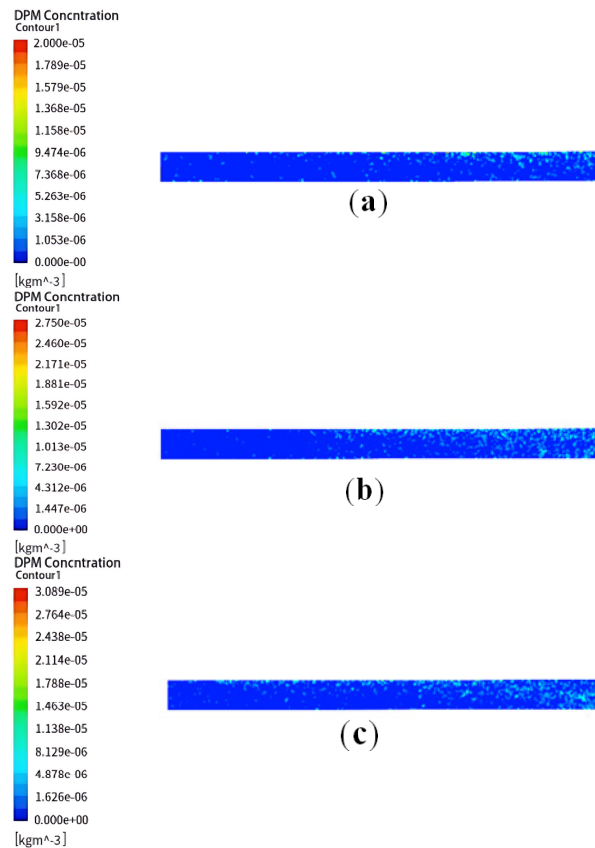 DPM Concntration
Contour1
2.000e-05
1.789e-05
1.579e-05
1.368e-05
1.158e-05
9.474e-06
7.368e-06
5.263e-06
3.158e-06
1.053e-06
0.000e-00
[kgm^-3]
(a)
DPM Concntration
Contour1
2.750e-05
2.460e-05
2.171e-05
1.881e-05
1.592e-05
1.302e-05
1.013e-05
7.230e-06
4.312e-06
1.447e-06
0.000e+00
[kgm^-3]
(b)
DPM Concntration
Contour1
3.089e-05
2.764e-05
2.438e-05
2.114e-05
1.788e-05
1.463e-05
1.138e-05
8.129e-06
4.878e-06
1.626e-06
0.000e+00
[kgm^-3]
(c)